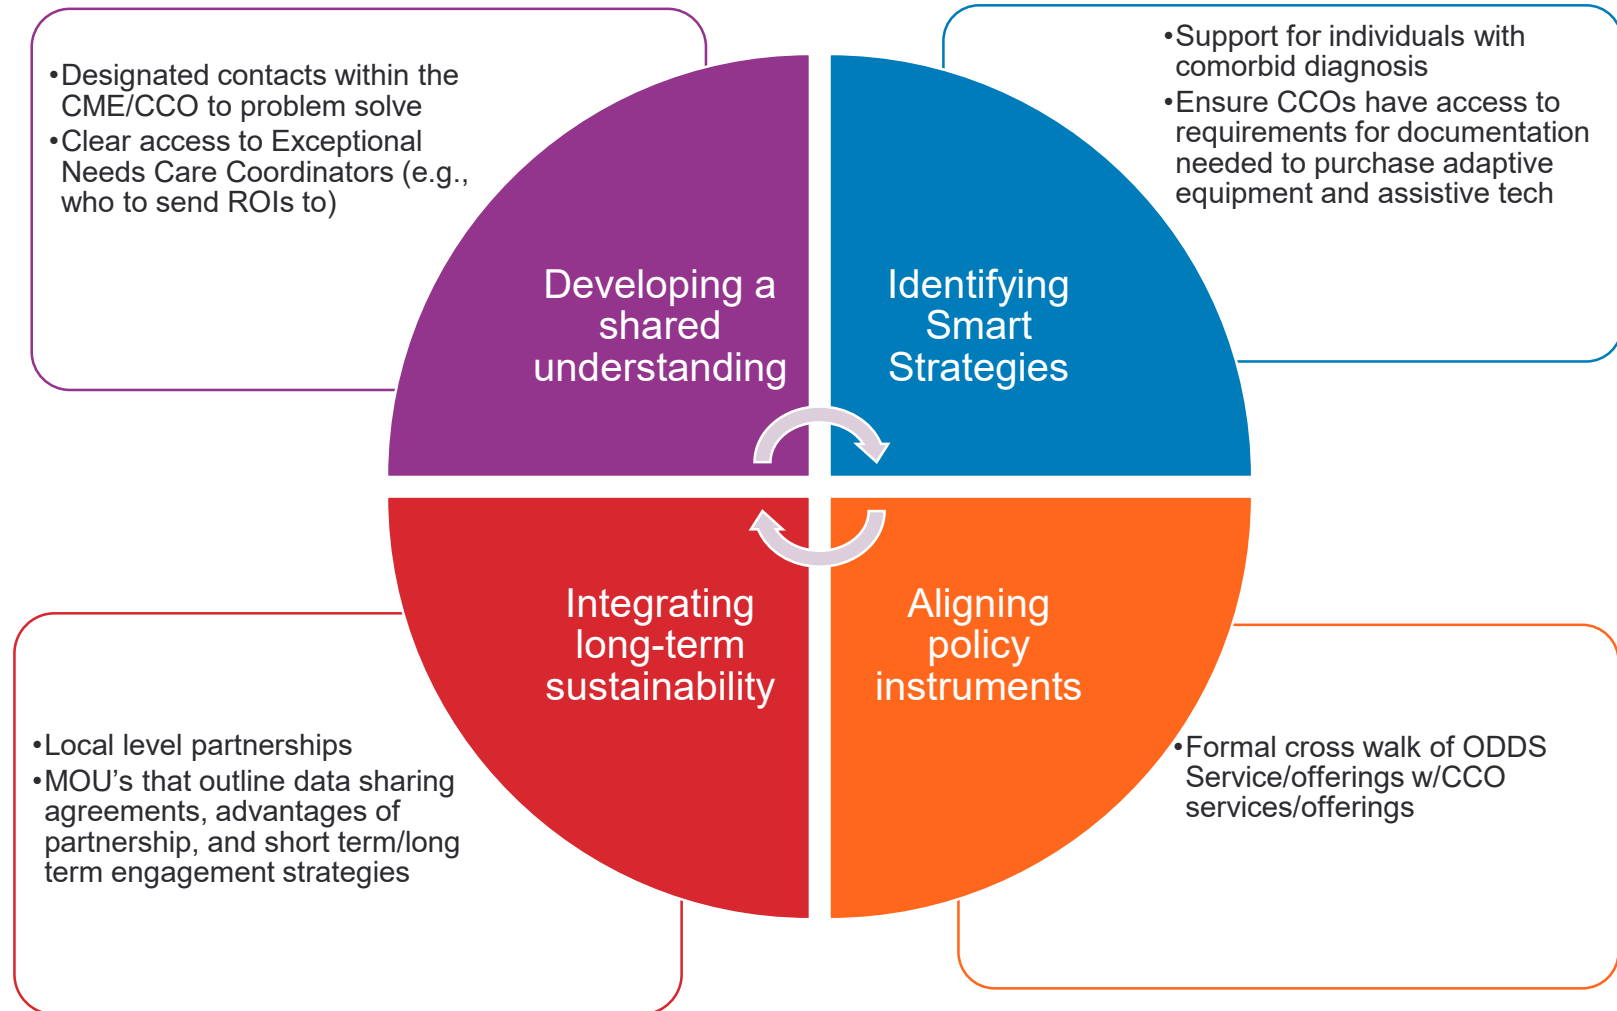 •Designated contacts within the
CME/CCO to problem solve
•Clear access to Exceptional
Needs Care Coordinators (e.g.,
who to send ROIs to)
•Support for individuals with
comorbid diagnosis
•Ensure CCOs have access to
requirements for documentation
needed to purchase adaptive
equipment and assistive tech
Developing a
shared
understanding
Identifying
Smart
Strategies
Integrating
long-term
sustainability
Aligning
policy
instruments
•Local level partnerships
•MOU's that outline data sharing
agreements, advantages of
partnership, and short term/long
term engagement strategies
•Formal cross walk of ODDS
Service/offerings w/CCO
services/offerings